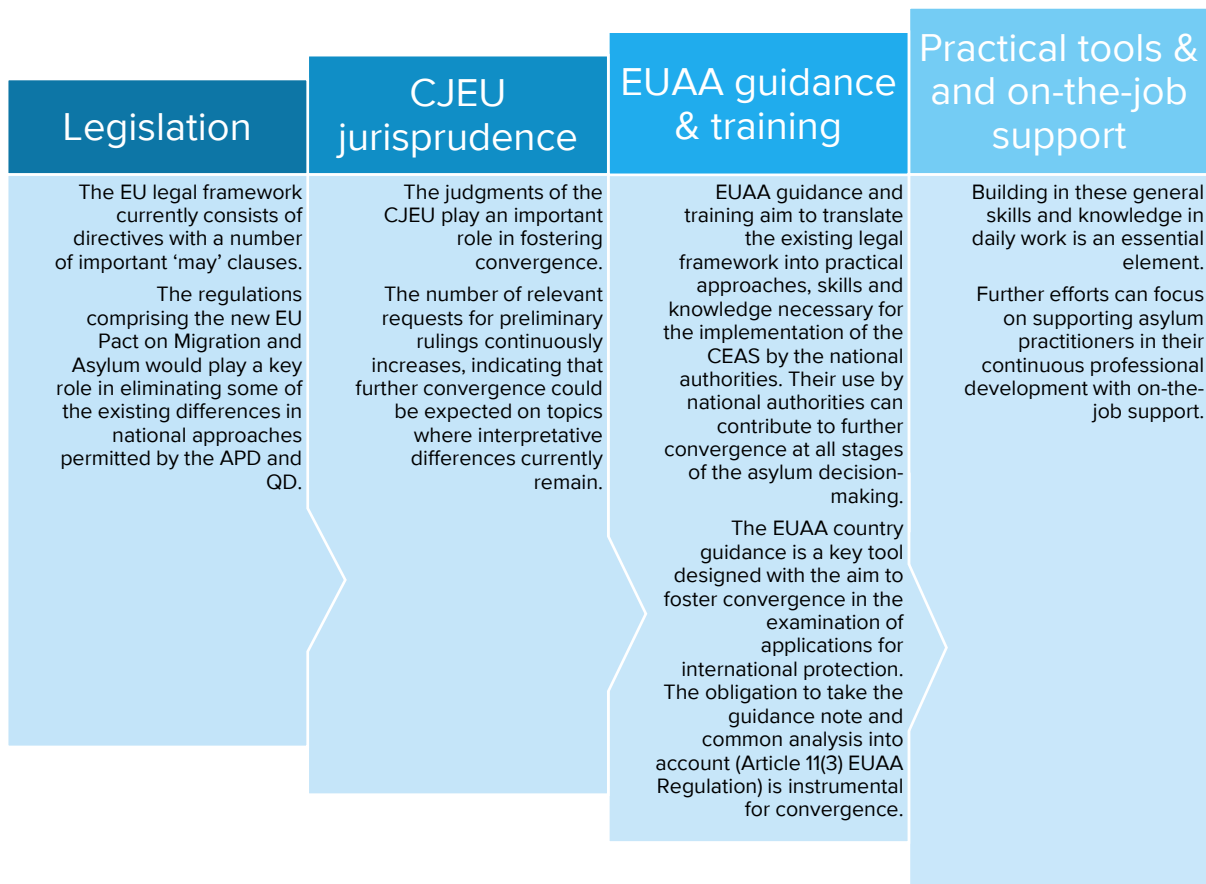 Legislation
The EU legal framework
currently consists of
directives with a number
of important ‘may’ clauses.
The regulations
comprising the new EU
Pact on Migration and
Asylum would play a key
role in eliminating some of
the existing differences in
national approaches
permitted by the APD and
QD.
CJEU
jurisprudence
The judgments of the
CJEU play an important
role in fostering
convergence.
The number of relevant
requests for preliminary
rulings continuously
increases, indicating that
further convergence could
be expected on topics
where interpretative
differences currently
remain.
EUAA guidance
& training
EUAA guidance and
training aim to translate
the existing legal
framework into practical
approaches, skills and
knowledge necessary for
the implementation of the
CEAS by the national
authorities. Their use by
national authorities can
contribute to further
convergence at all stages
of the asylum decision-
making.
The EUAA country
guidance is a key tool
designed with the aim to
foster convergence in the
examination of
applications for
international protection.
The obligation to take the
guidance note and
common analysis into
account (Article 11(3) EUAA
Regulation) is instrumental
for convergence.
Practical tools &
and on-the-job
support
Building in these general
skills and knowledge in
daily work is an essential
element.
Further efforts can focus
on supporting asylum
practitioners in their
continuous professional
development with on-the-
job support.